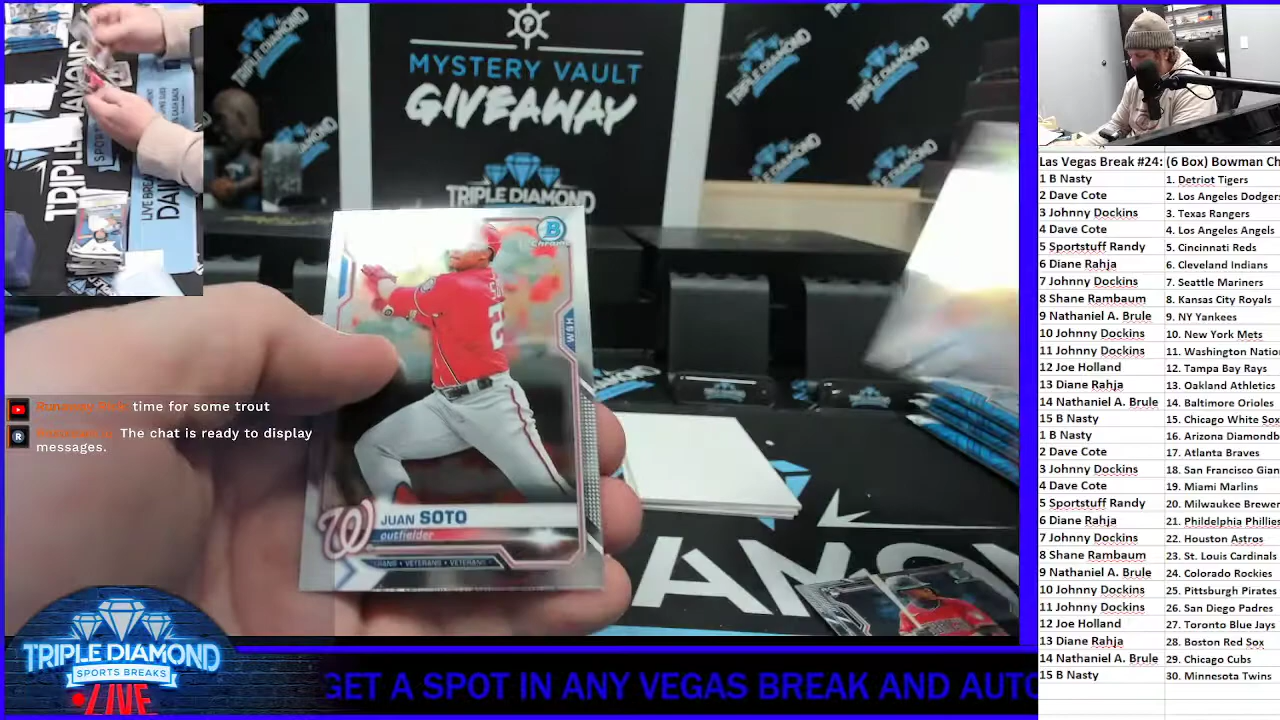 MYSTERY VAULT
GIVEAWAY
TRIPLE DIAMOND
B
Chrome
WSH
JUAN SOTO
outfielder
VETERANS
time for some trout
The chat is ready to display
messages.
TRIPLE DIAMOND
SPORTS BREAKS
LIVE
GET A SPOT IN ANY VEGAS BREAK AND AUTO
Las Vegas Break #24: (6 Box) Bowman Ch
1 B Nasty 1. Detriot Tigers
2 Dave Cote 2. Los Angeles Dodger
3 Johnny Dockins 3. Texas Rangers
4 Dave Cote 4. Los Angels Angels
5 Sportstuff Randy 5. Cincinnati Reds
6 Diane Rahja 6. Cleveland Indians
7 Johnny Dockins 7. Seattle Mariners
8 Shane Rambaum 8. Kansas City Royals
9 Nathaniel A. Brule 9. NY Yankees
10 Johnny Dockins 10. New York Mets
11 Johnny Dockins 11. Washington Natio
12 Joe Holland 12. Tampa Bay Rays
13 Diane Rahja 13. Oakland Athletic
14 Nathaniel A. Brule 14. Baltimore Orioles
15 B Nasty 15. Chicago White Sox
1 B Nasty 16. Arizona Diamondb
2 Dave Cote 17. Atlanta Braves
3 Johnny Dockins 18. San Francisco Gian
4 Dave Cote 19. Miami Marlins
5 Sportstuff Randy 20. Milwaukee Brewer
6 Diane Rahja 21. Phildelphia Phillie
7 Johnny Dockins 22. Houston Astros
8 Shane Rambaum 23. St. Louis Cardinals
9 Nathaniel A. Brule 24. Colorado Rockies
10 Johnny Dockins 25. Pittsburgh Pirates
11 Johnny Dockins 26. San Diego Padres
12 Joe Holland 27. Toronto Blue Jays
13 Diane Rahja 28. Boston Red Sox
14 Nathaniel A. Brule 29. Chicago Cubs
15 B Nasty 30. Minnesota Twins